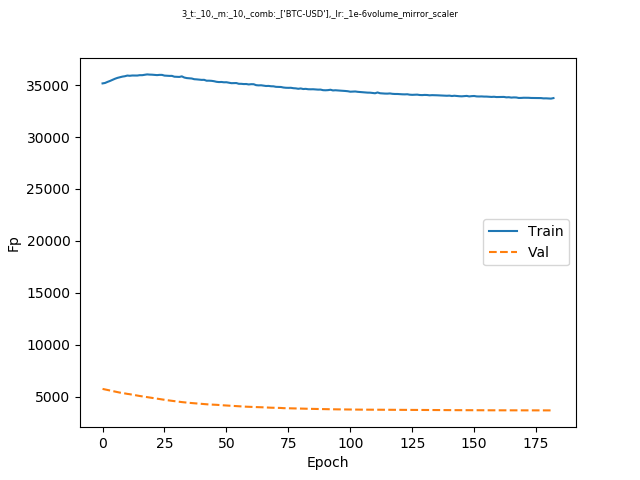 3_t:_10,_m:_10,_comb:_['BTC-USD'],_lr:_1e-6volume_mirror_scaler
35000
30000
25000
20000
15000
10000
5000
Fp
Train
Val
0 25 50 75 100 125 150 175
Epoch